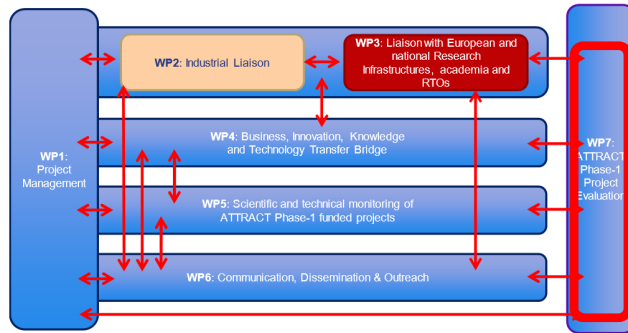 WP2: Industrial Liaison
WP3: Liaison with European and
national Research
Infrastructures, academia and
RTOs
WP4: Business, Innovation, Knowledge
and Technology Transfer Bridge
WP1:
Project
Management
WP7:
ATTRACT
Phase-1
Project
Evaluation
WP5: Scientific and technical monitoring of
ATTRACT Phase-1 funded projects
WP6: Communication, Dissemination & Outreach